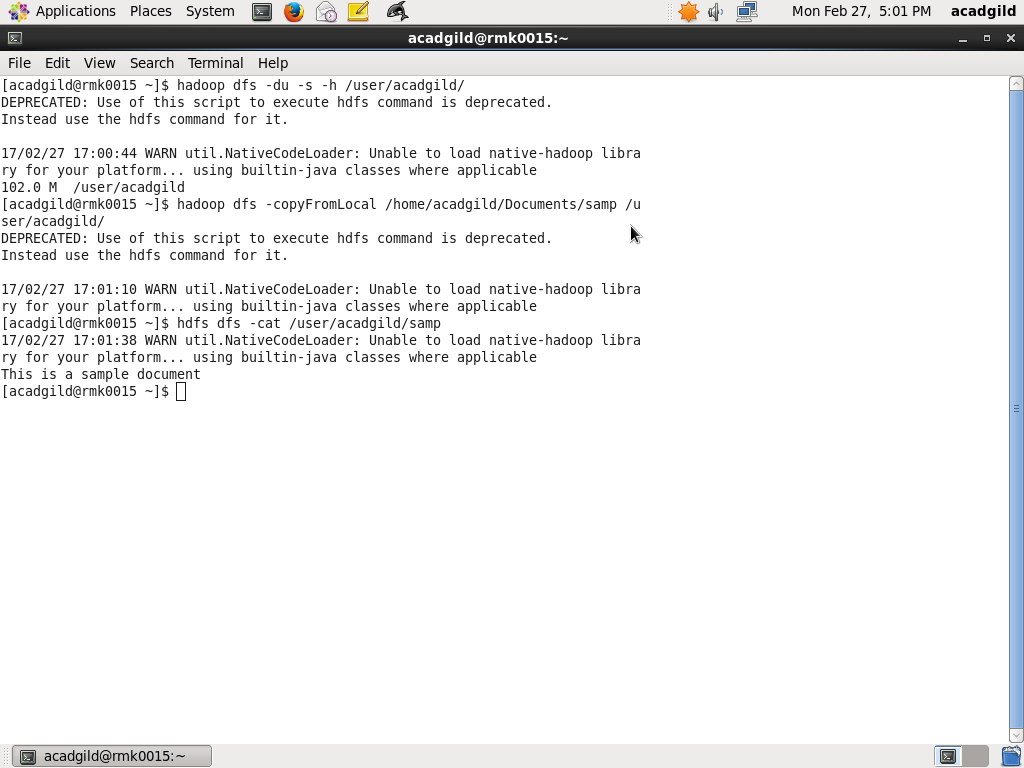 Applications Places System Mon Feb 27, 5:01 PM acadgild
acadgild@rmk0015:~
File Edit View Search Terminal Help
[acadgild@rmk0015 ~]$ hadoop dfs -du -s -h /user/acadgild/
DEPRECATED: Use of this script to execute hdfs command is deprecated.
Instead use the hdfs command for it.
17/02/27 17:00:44 WARN util.NativeCodeLoader: Unable to load native-hadoop libra
ry for your platform... using builtin-java classes where applicable
102.0 M  /user/acadgild
[acadgild@rmk0015 ~]$ hadoop dfs -copyFromLocal /home/acadgild/Documents/samp /u
ser/acadgild/
DEPRECATED: Use of this script to execute hdfs command is deprecated.
Instead use the hdfs command for it.
17/02/27 17:01:10 WARN util.NativeCodeLoader: Unable to load native-hadoop libra
ry for your platform... using builtin-java classes where applicable
[acadgild@rmk0015 ~]$ hdfs dfs -cat /user/acadgild/samp
17/02/27 17:01:38 WARN util.NativeCodeLoader: Unable to load native-hadoop libra
ry for your platform... using builtin-java classes where applicable
This is a sample document
[acadgild@rmk0015 ~]$
acadgild@rmk0015:~